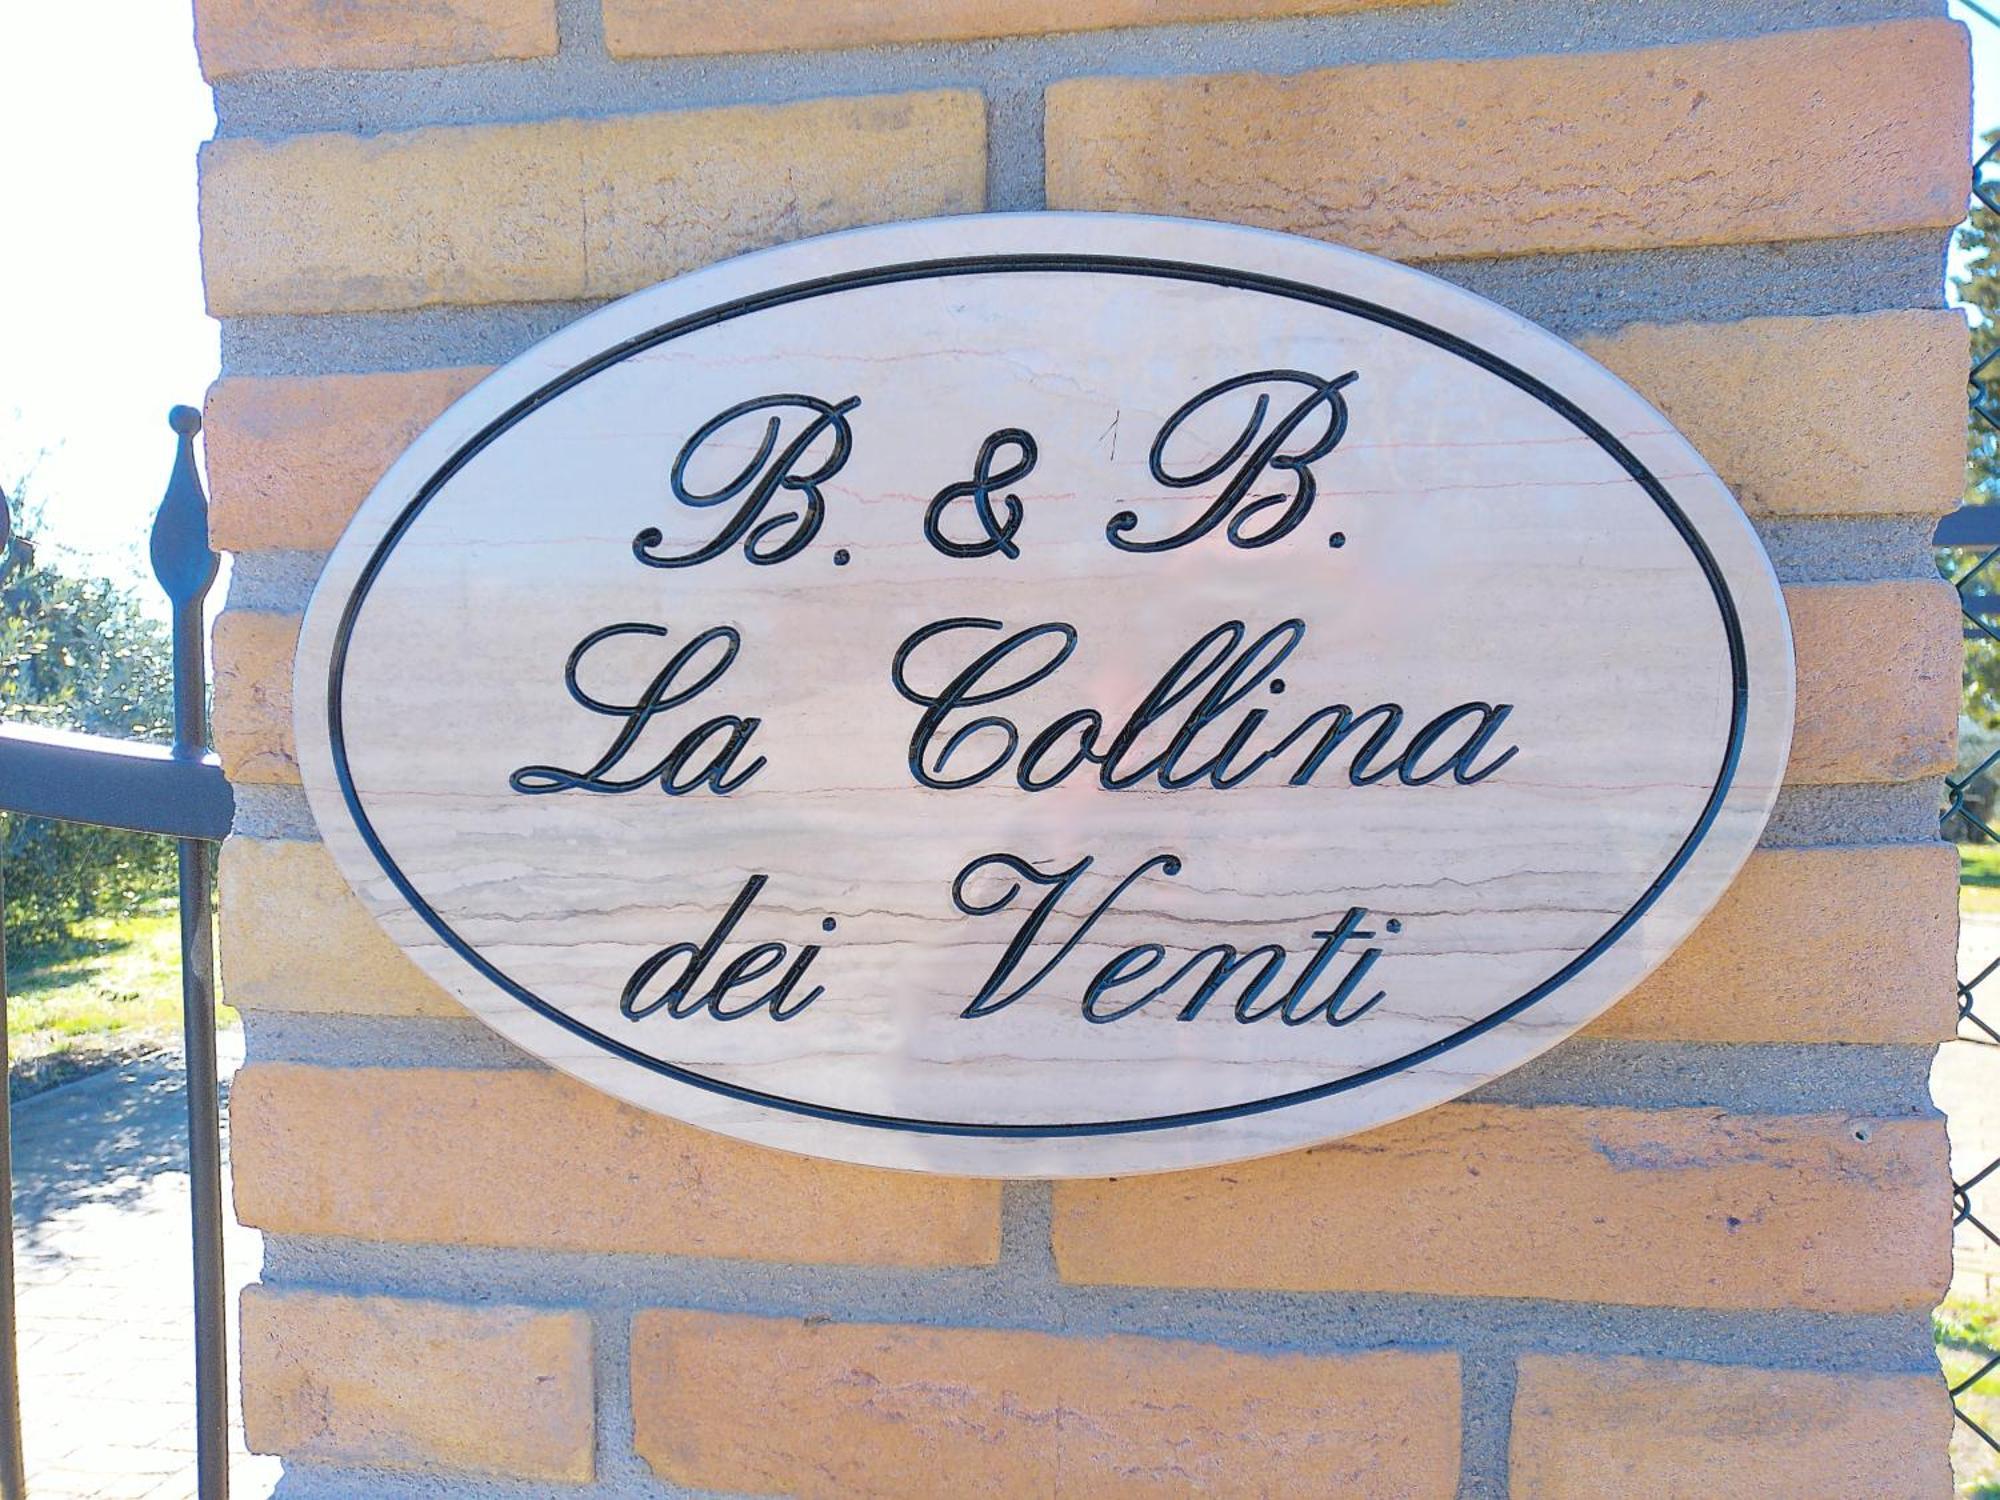 B. & B.
La Collina
dei Venti